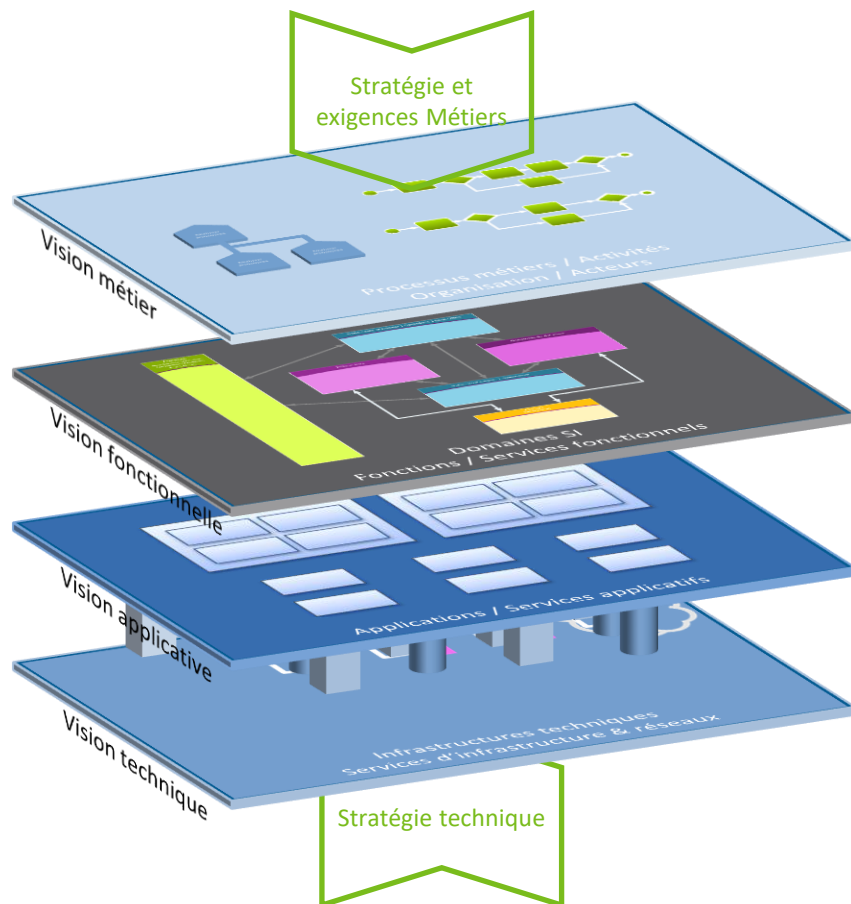 Stratégie et
exigences Métiers
Vision métier
Processus métiers / Activités
Organisation / Acteurs
Vision fonctionnelle
Domaines SI
Fonctions / Services fonctionnels
Vision applicative
Applications / Services applicatifs
Vision technique
Infrastructures techniques
Services d'infrastructure & réseaux
Stratégie technique